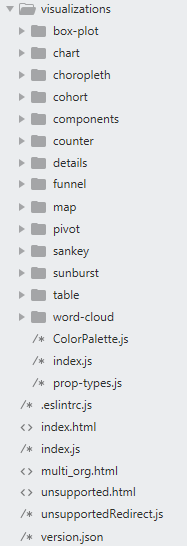 visualizations
box-plot
chart
choropleth
cohort
components
counter
details
funnel
map
pivot
sankey
sunburst
table
word-cloud
/* ColorPalette.js
/* index.js
/* prop-types.js
/* .eslintrc.js
<> index.html
/* index.js
<> multi_org.html
<> unsupported.html
/* unsupportedRedirect.js
/* version.json